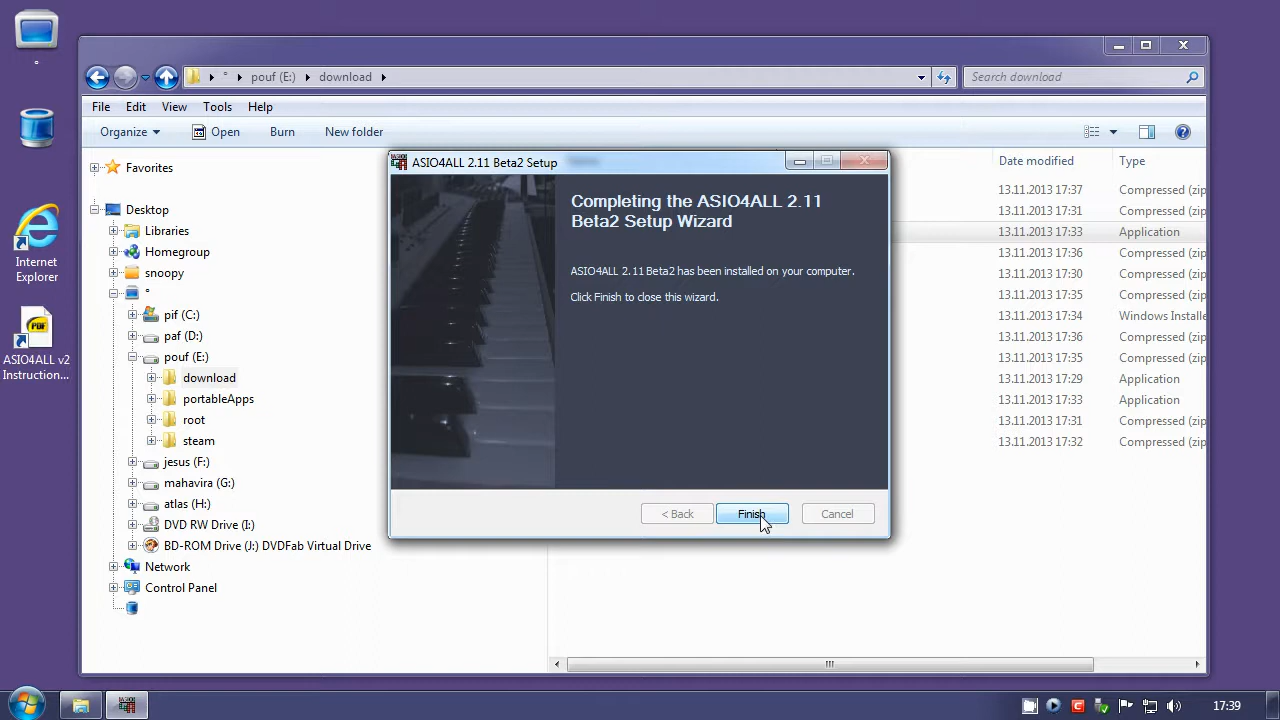 °
Internet
Explorer
ASIO4ALL v2
Instruction...
° pouf (E:) download
Search download
File Edit View Tools Help
Organize Open Burn New folder
Favorites
Desktop
Libraries
Homegroup
snoopy
°
pif (C:)
paf (D:)
pouf (E:)
download
portableApps
root
steam
jesus (F:)
mahavira (G:)
atlas (H:)
DVD RW Drive (I:)
BD-ROM Drive (J:) DVDFab Virtual Drive
Network
Control Panel
ASIO4ALL 2.11 Beta2 Setup
Completing the ASIO4ALL 2.11
Beta2 Setup Wizard
ASIO4ALL 2.11 Beta2 has been installed on your computer.
Click Finish to close this wizard.
< Back Finish Cancel
Date modified Type
13.11.2013 17:37 Compressed (zip
13.11.2013 17:31 Compressed (zip
13.11.2013 17:33 Application
13.11.2013 17:36 Compressed (zip
13.11.2013 17:30 Compressed (zip
13.11.2013 17:35 Compressed (zip
13.11.2013 17:34 Windows Installe
13.11.2013 17:36 Compressed (zip
13.11.2013 17:35 Compressed (zip
13.11.2013 17:29 Application
13.11.2013 17:33 Application
13.11.2013 17:31 Compressed (zip
13.11.2013 17:32 Compressed (zip
17:39